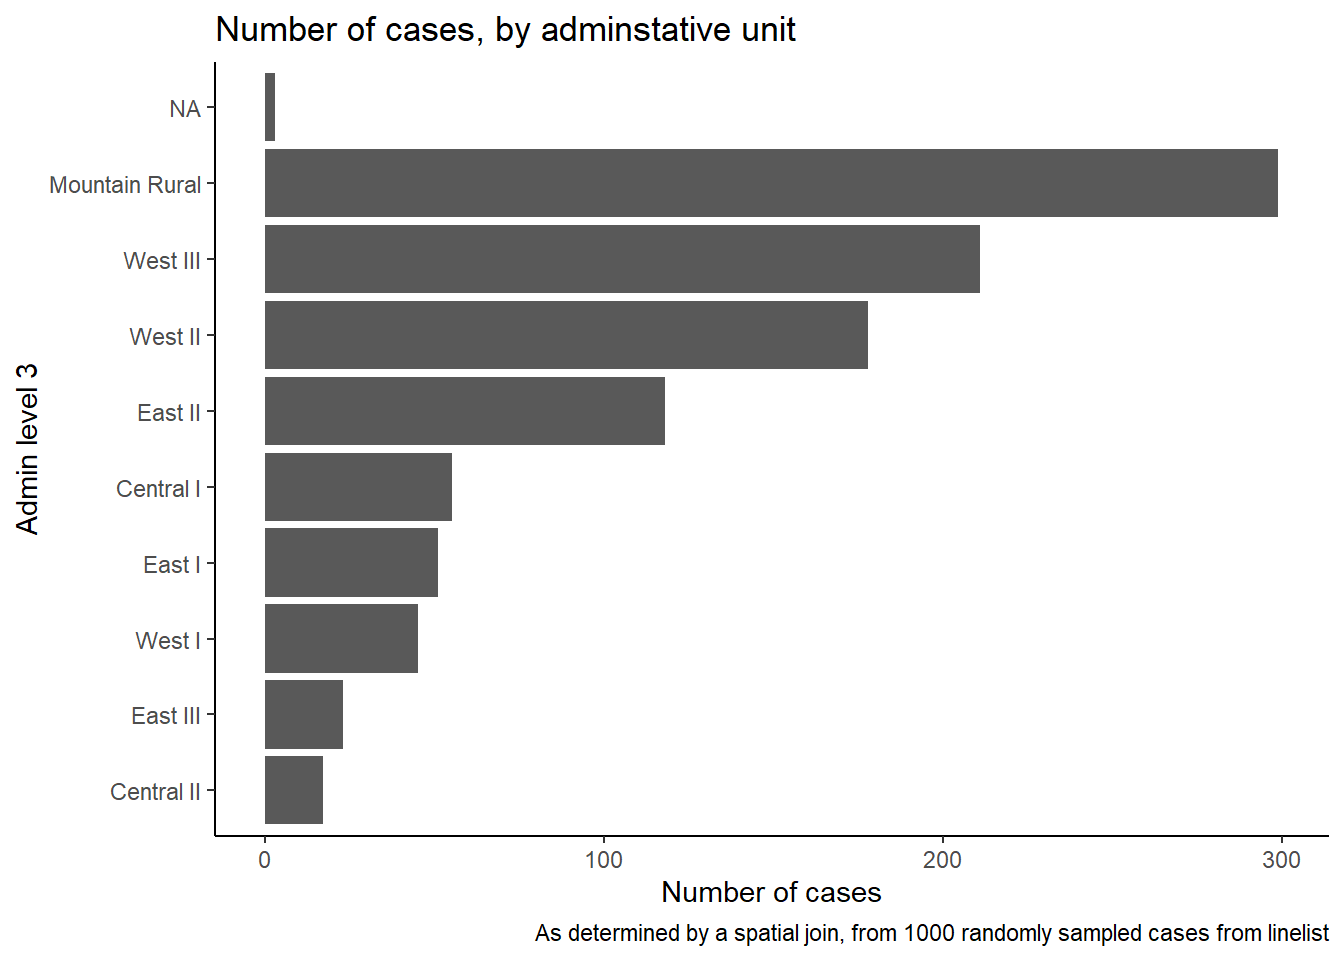 Number of cases, by adminstative unit
NA
Mountain Rural
West III
West II
East II
Central I
East I
West I
East III
Central II
Admin level 3
0 100 200 300
Number of cases
As determined by a spatial join, from 1000 randomly sampled cases from linelist